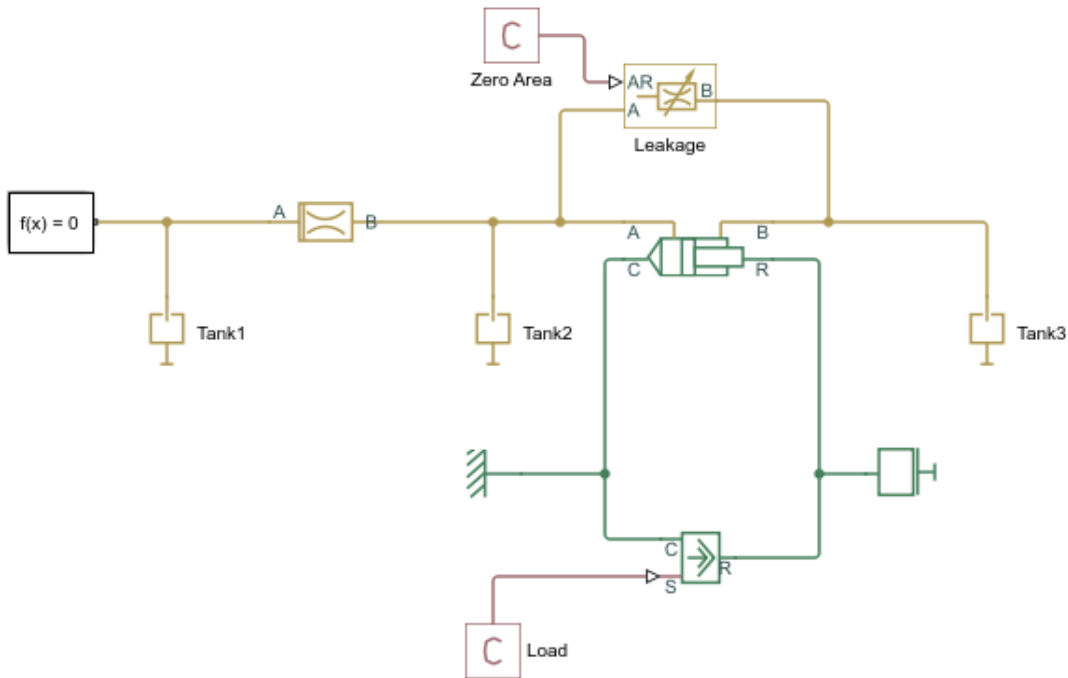 C
Zero Area
AR
B
A
Leakage
f(x) = 0
A
B
A
B
C
R
Tank1
Tank2
Tank3
C
R
S
C
Load